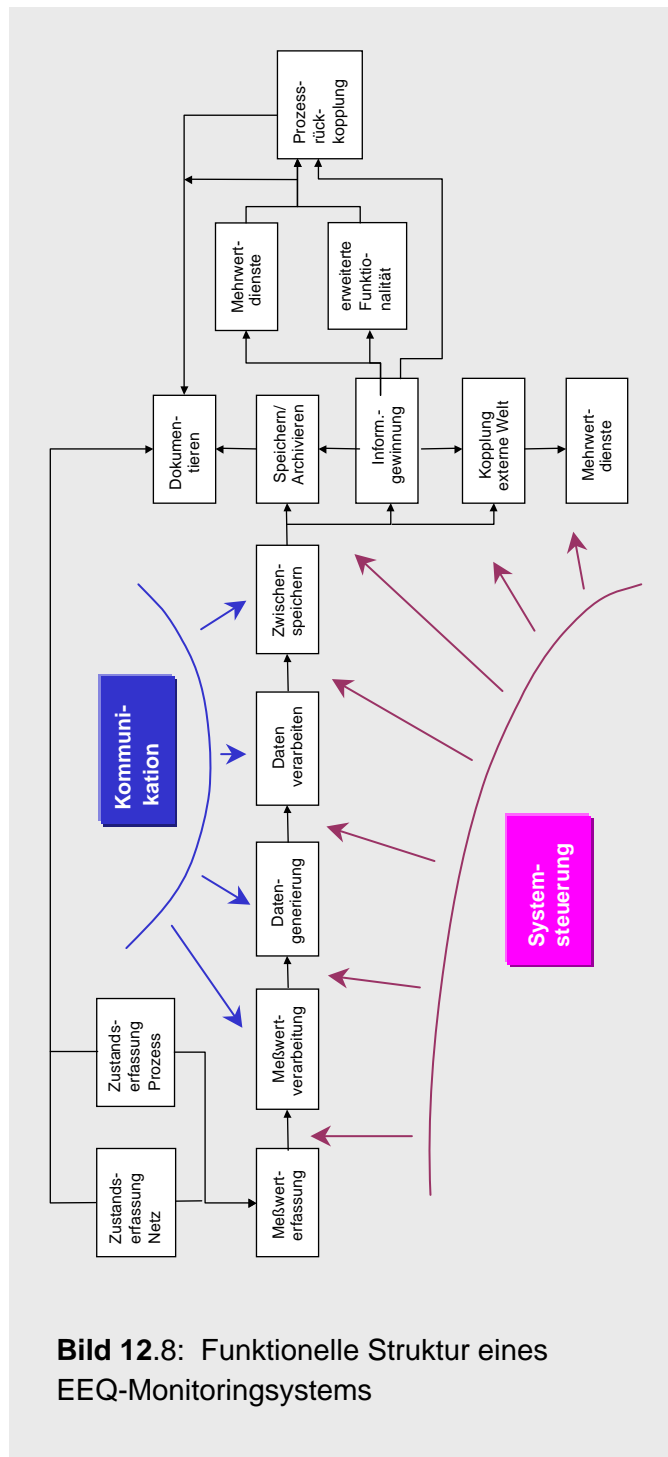 Zustands-
erfassung
Netz
Zustands-
erfassung
Prozess
Kommuni-
kation
Meßwert-
erfassung
Meßwert-
verarbeitung
Daten-
generierung
Daten
verarbeiten
Zwischen-
speichern
Dokumen-
tieren
Speichern/
Archivieren
Inform.-
gewinnung
Kopplung
externe Welt
Mehrwert-
dienste
Mehrwert-
dienste
erweiterte
Funktio-
nalität
Prozess-
rück-
kopplung
System-
steuerung
Bild 12.8: Funktionelle Struktur eines
EEQ-Monitoringsystems